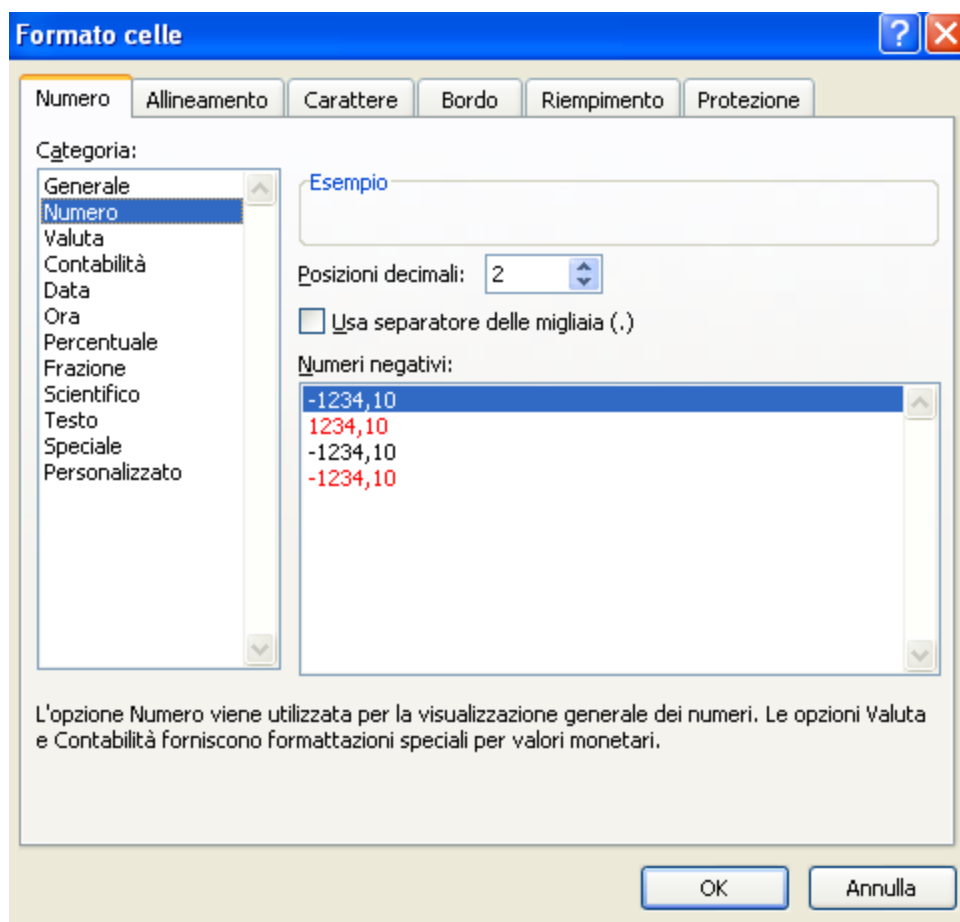 Formato celle
Numero Allineamento Carattere Bordo Riempimento Protezione
Categoria:
Generale
Numero
Valuta
Contabilità
Data
Ora
Percentuale
Frazione
Scientifico
Testo
Speciale
Personalizzato
Esempio
Posizioni decimali: 2
Usa separatore delle migliaia (.)
Numeri negativi:
-1234,10
1234,10
-1234,10
-1234,10
L'opzione Numero viene utilizzata per la visualizzazione generale dei numeri. Le opzioni Valuta
e Contabilità forniscono formattazioni speciali per valori monetari.
OK Annulla